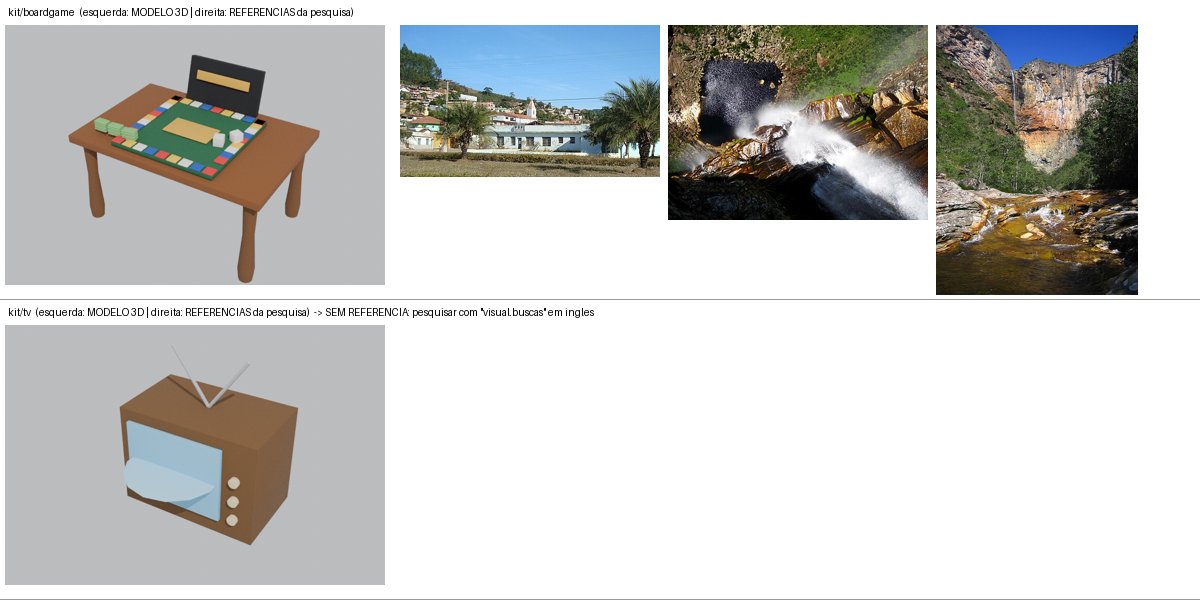 kit/boardgame (esquerda: MODELO 3D | direita: REFERENCIAS da pesquisa)
kit/tv (esquerda: MODELO 3D | direita: REFERENCIAS da pesquisa) -> SEM REFERENCIA: pesquisar com "visual.buscas" em ingles